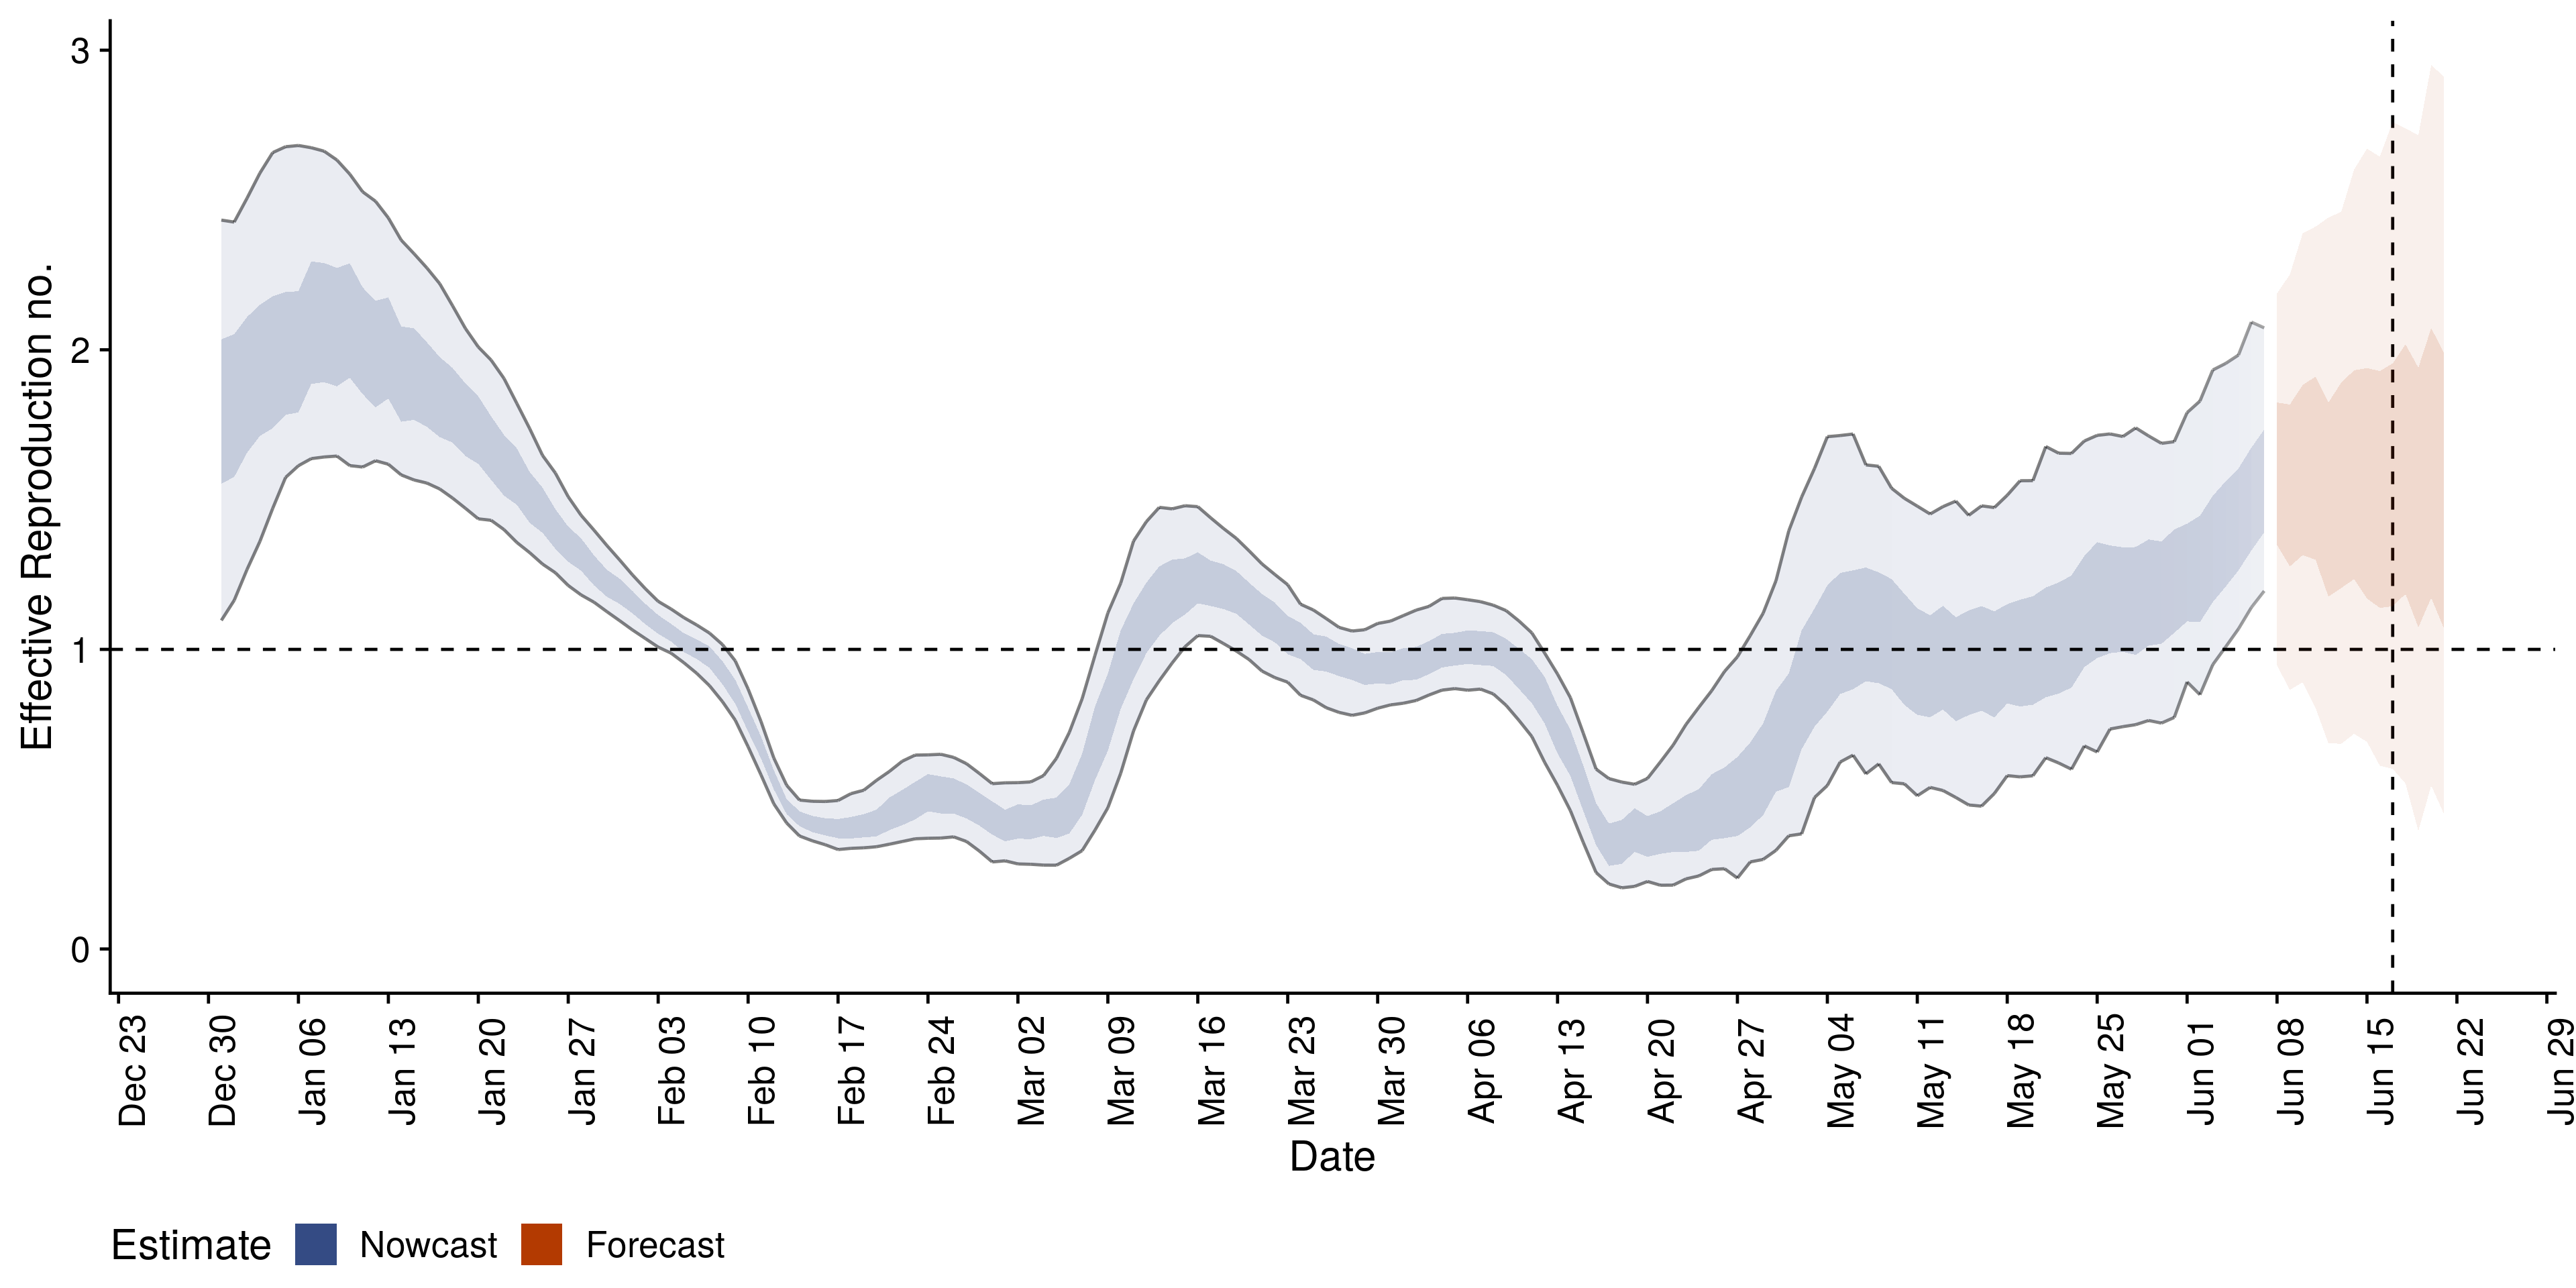 Effective Reproduction no.
3
2
1
0
Dec 23
Dec 30
Jan 06
Jan 13
Jan 20
Jan 27
Feb 03
Feb 10
Feb 17
Feb 24
Mar 02
Mar 09
Mar 16
Mar 23
Mar 30
Apr 06
Apr 13
Apr 20
Apr 27
May 04
May 11
May 18
May 25
Jun 01
Jun 08
Jun 15
Jun 22
Jun 29
Date
Estimate Nowcast Forecast